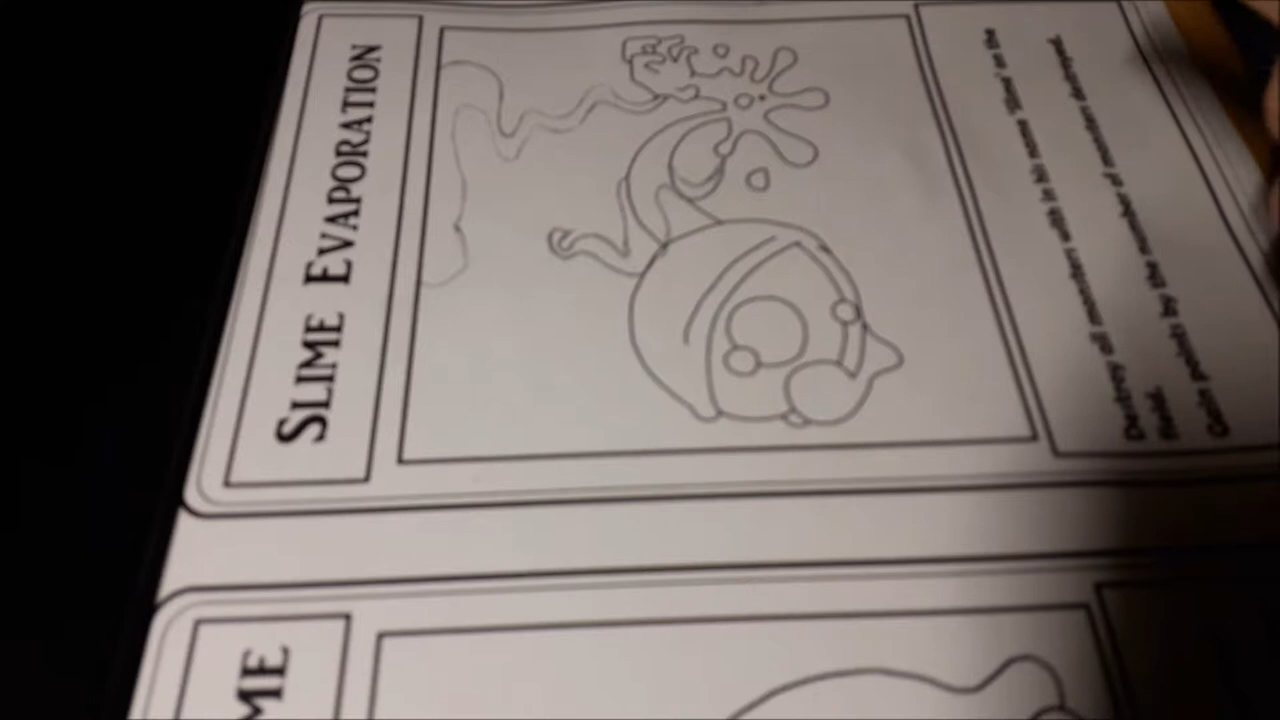 SLIME EVAPORATION
Destroy all monsters with in his name 'Slime' on the
field.
Gain points by the number of monsters destroyed.
ME